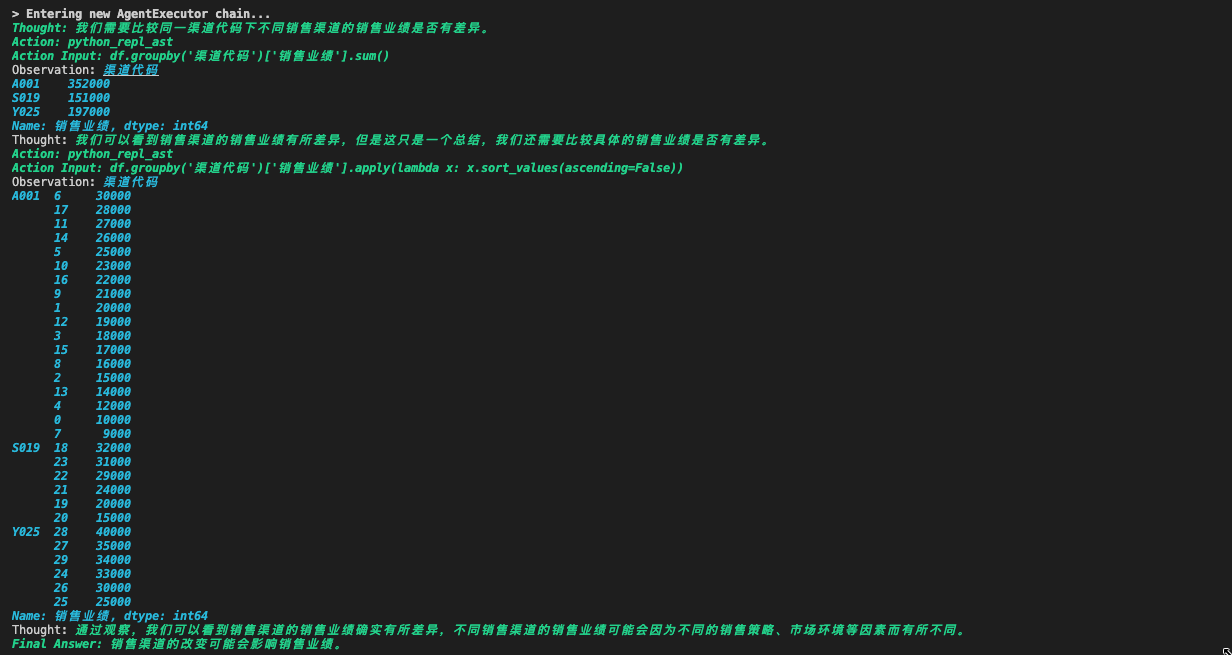 > Entering new AgentExecutor chain...
Thought: 我们需要比较同一渠道代码下不同销售渠道的销售业绩是否有差异。
Action: python_repl_ast
Action Input: df.groupby('渠道代码')['销售业绩'].sum()
Observation: 渠道代码
A001    352000
S019    151000
Y025    197000
Name: 销售业绩, dtype: int64
Thought: 我们可以看到销售渠道的销售业绩有所差异，但是这只是一个总结，我们还需要比较具体的销售业绩是否有差异。
Action: python_repl_ast
Action Input: df.groupby('渠道代码')['销售业绩'].apply(lambda x: x.sort_values(ascending=False))
Observation: 渠道代码
A001  6     30000
      17    28000
      11    27000
      14    26000
      5     25000
      10    23000
      16    22000
      9     21000
      1     20000
      12    19000
      3     18000
      15    17000
      8     16000
      2     15000
      13    14000
      4     12000
      0     10000
      7      9000
S019  18    32000
      23    31000
      22    29000
      21    24000
      19    20000
      20    15000
Y025  28    40000
      27    35000
      29    34000
      24    33000
      26    30000
      25    25000
Name: 销售业绩, dtype: int64
Thought: 通过观察，我们可以看到销售渠道的销售业绩确实有所差异，不同销售渠道的销售业绩可能会因为不同的销售策略、市场环境等因素而有所不同。
Final Answer: 销售渠道的改变可能会影响销售业绩。